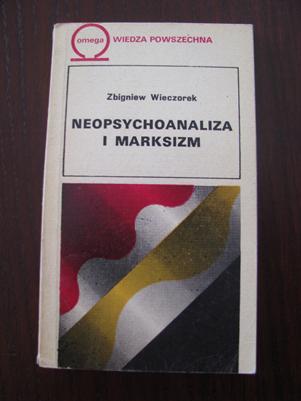 omega WIEDZA POWSZECHNA
Zbigniew Wieczorek
NEOPSYCHOANALIZA
I MARKSIZM